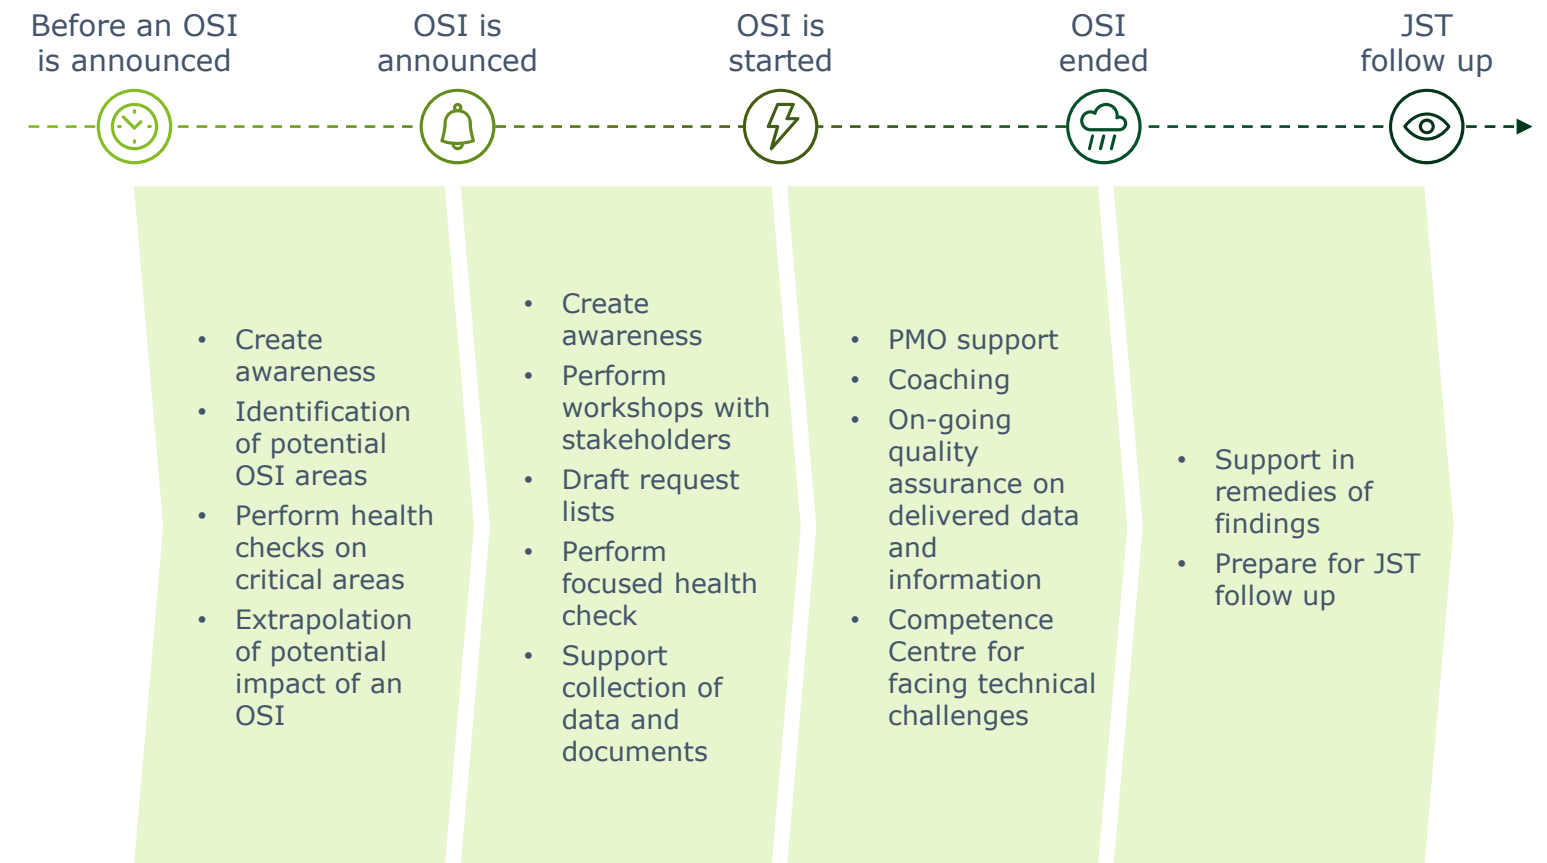 Before an OSI
is announced
OSI is
announced
OSI is
started
OSI
ended
JST
follow up
• Create
awareness
• Identification
of potential
OSI areas
• Perform health
checks on
critical areas
• Extrapolation
of potential
impact of an
OSI
• Create
awareness
• Perform
workshops with
stakeholders
• Draft request
lists
• Perform
focused health
check
• Support
collection of
data and
documents
• PMO support
• Coaching
• On-going
quality
assurance on
delivered data
and
information
• Competence
Centre for
facing technical
challenges
• Support in
remedies of
findings
• Prepare for JST
follow up